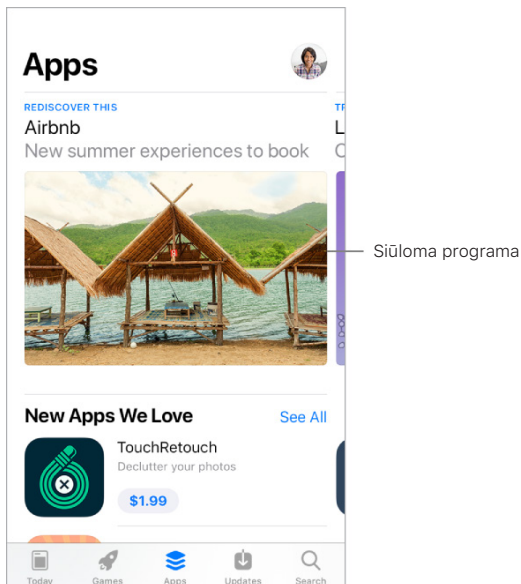 Apps
REDISCOVER THIS
Airbnb
New summer experiences to book
Siūloma programa
New Apps We Love
See All
TouchRetouch
Declutter your photos
$1.99
Today
Games
Apps
Updates
Search